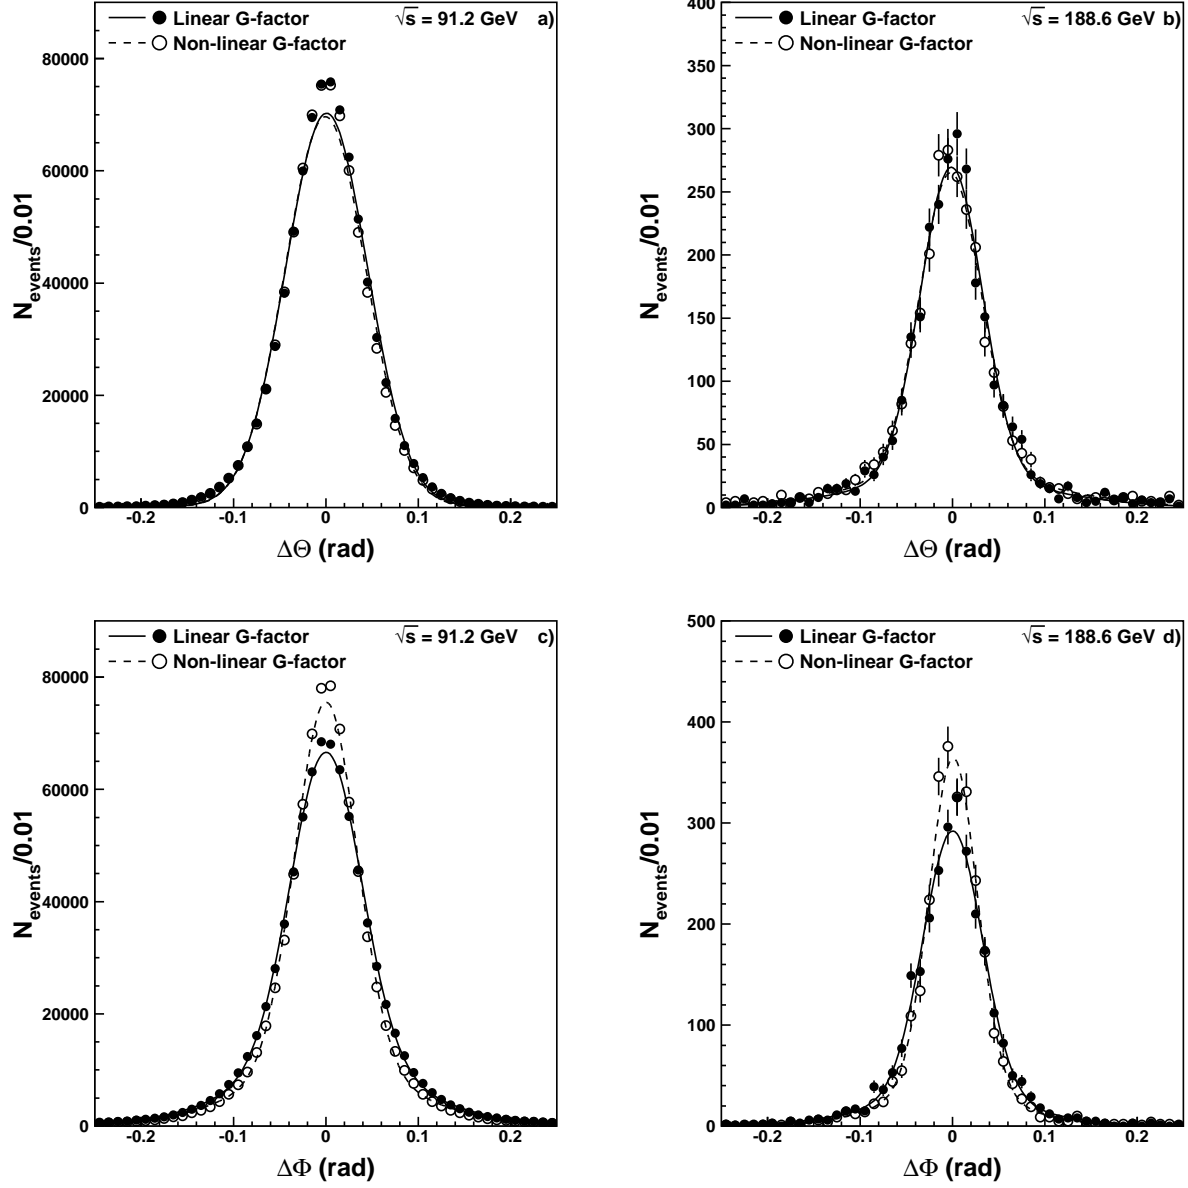 Linear G-factor
Non-linear G-factor
√s = 91.2 GeV a)
80000
60000
40000
20000
0
N_events/0.01
-0.2 -0.1 0 0.1 0.2
ΔΘ (rad)
Linear G-factor
Non-linear G-factor
√s = 188.6 GeV b)
400
350
300
250
200
150
100
50
0
N_events/0.01
-0.2 -0.1 0 0.1 0.2
ΔΘ (rad)
Linear G-factor
Non-linear G-factor
√s = 91.2 GeV c)
80000
60000
40000
20000
0
N_events/0.01
-0.2 -0.1 0 0.1 0.2
ΔΦ (rad)
Linear G-factor
Non-linear G-factor
√s = 188.6 GeV d)
500
400
300
200
100
0
N_events/0.01
-0.2 -0.1 0 0.1 0.2
ΔΦ (rad)